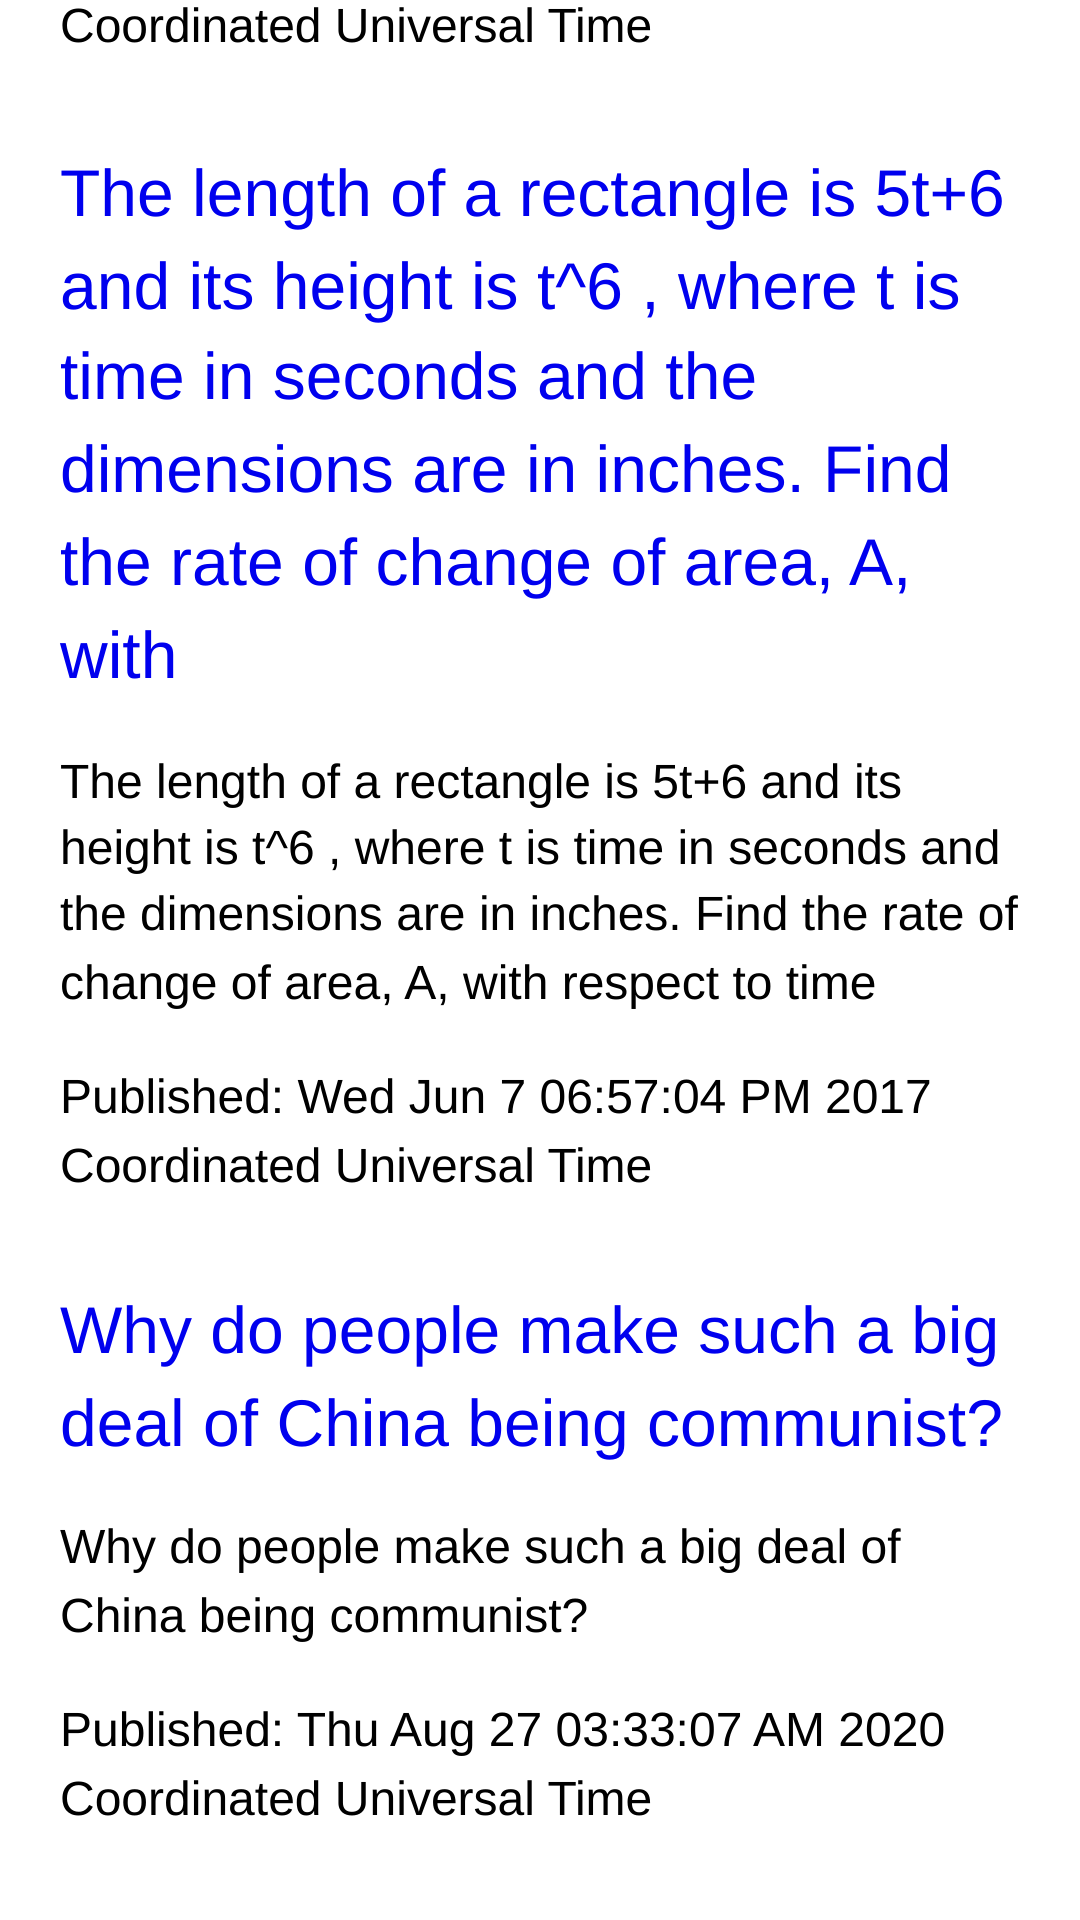 Coordinated Universal Time
The length of a rectangle is 5t+6
and its height is t^6 , where t is
time in seconds and the
dimensions are in inches. Find
the rate of change of area, A,
with
The length of a rectangle is 5t+6 and its
height is t^6 , where t is time in seconds and
the dimensions are in inches. Find the rate of
change of area, A, with respect to time
Published: Wed Jun 7 06:57:04 PM 2017
Coordinated Universal Time
Why do people make such a big
deal of China being communist?
Why do people make such a big deal of
China being communist?
Published: Thu Aug 27 03:33:07 AM 2020
Coordinated Universal Time